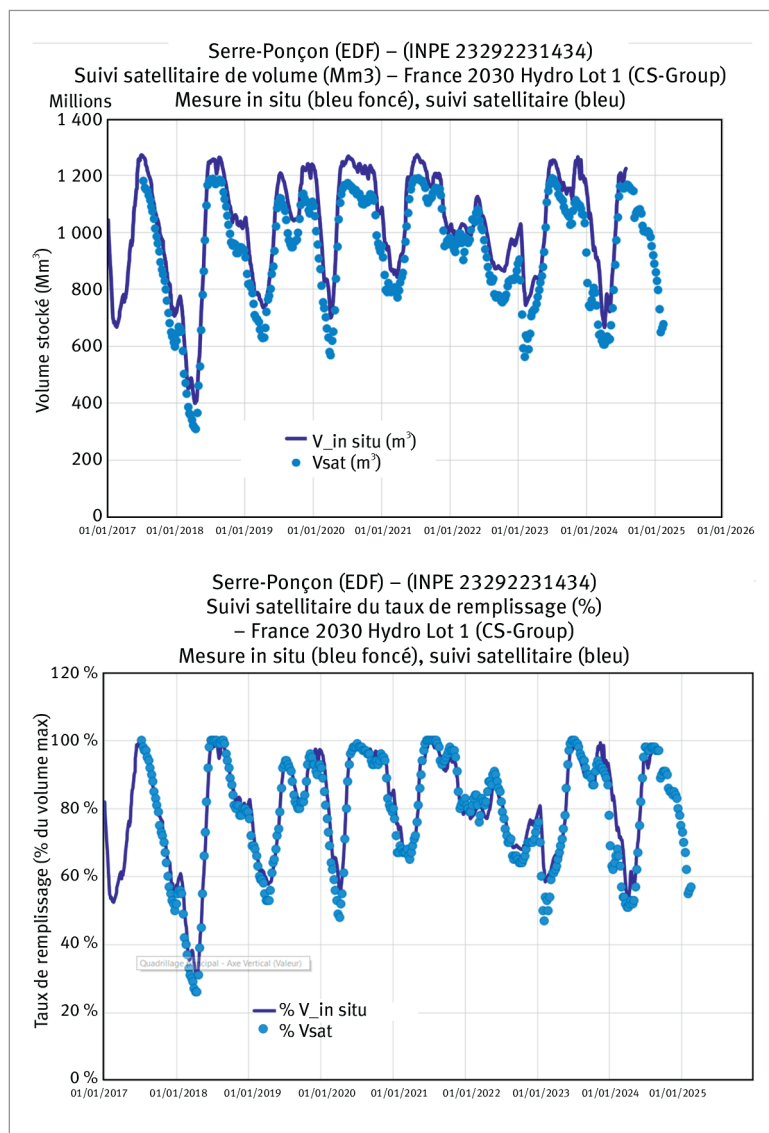 Serre-Ponçon (EDF) – (INPE 23292231434)
Suivi satellitaire de volume (Mm3) – France 2030 Hydro Lot 1 (CS-Group)
Millions
Mesure in situ (bleu foncé), suivi satellitaire (bleu)
1 400
1 200
1 000
800
600
1 400
200
0
Volume stocké (Mm³)
V_in situ (m³)
Vsat (m³)
01/01/2017 01/01/2018 01/01/2019 01/01/2020 01/01/2021 01/01/2022 01/01/2023 01/01/2024 01/01/2025 01/01/2026
Serre-Ponçon (EDF) – (INPE 23292231434)
Suivi satellitaire du taux de remplissage (%)
– France 2030 Hydro Lot 1 (CS-Group)
Mesure in situ (bleu foncé), suivi satellitaire (bleu)
120 %
100 %
80 %
60 %
40 %
20 %
0 %
Taux de remplissage (% du volume max)
Quadrillage principal - Axe Vertical (Valeur)
% V_in situ
% Vsat
01/01/2017 01/01/2018 01/01/2019 01/01/2020 01/01/2021 01/01/2022 01/01/2023 01/01/2024 01/01/2025